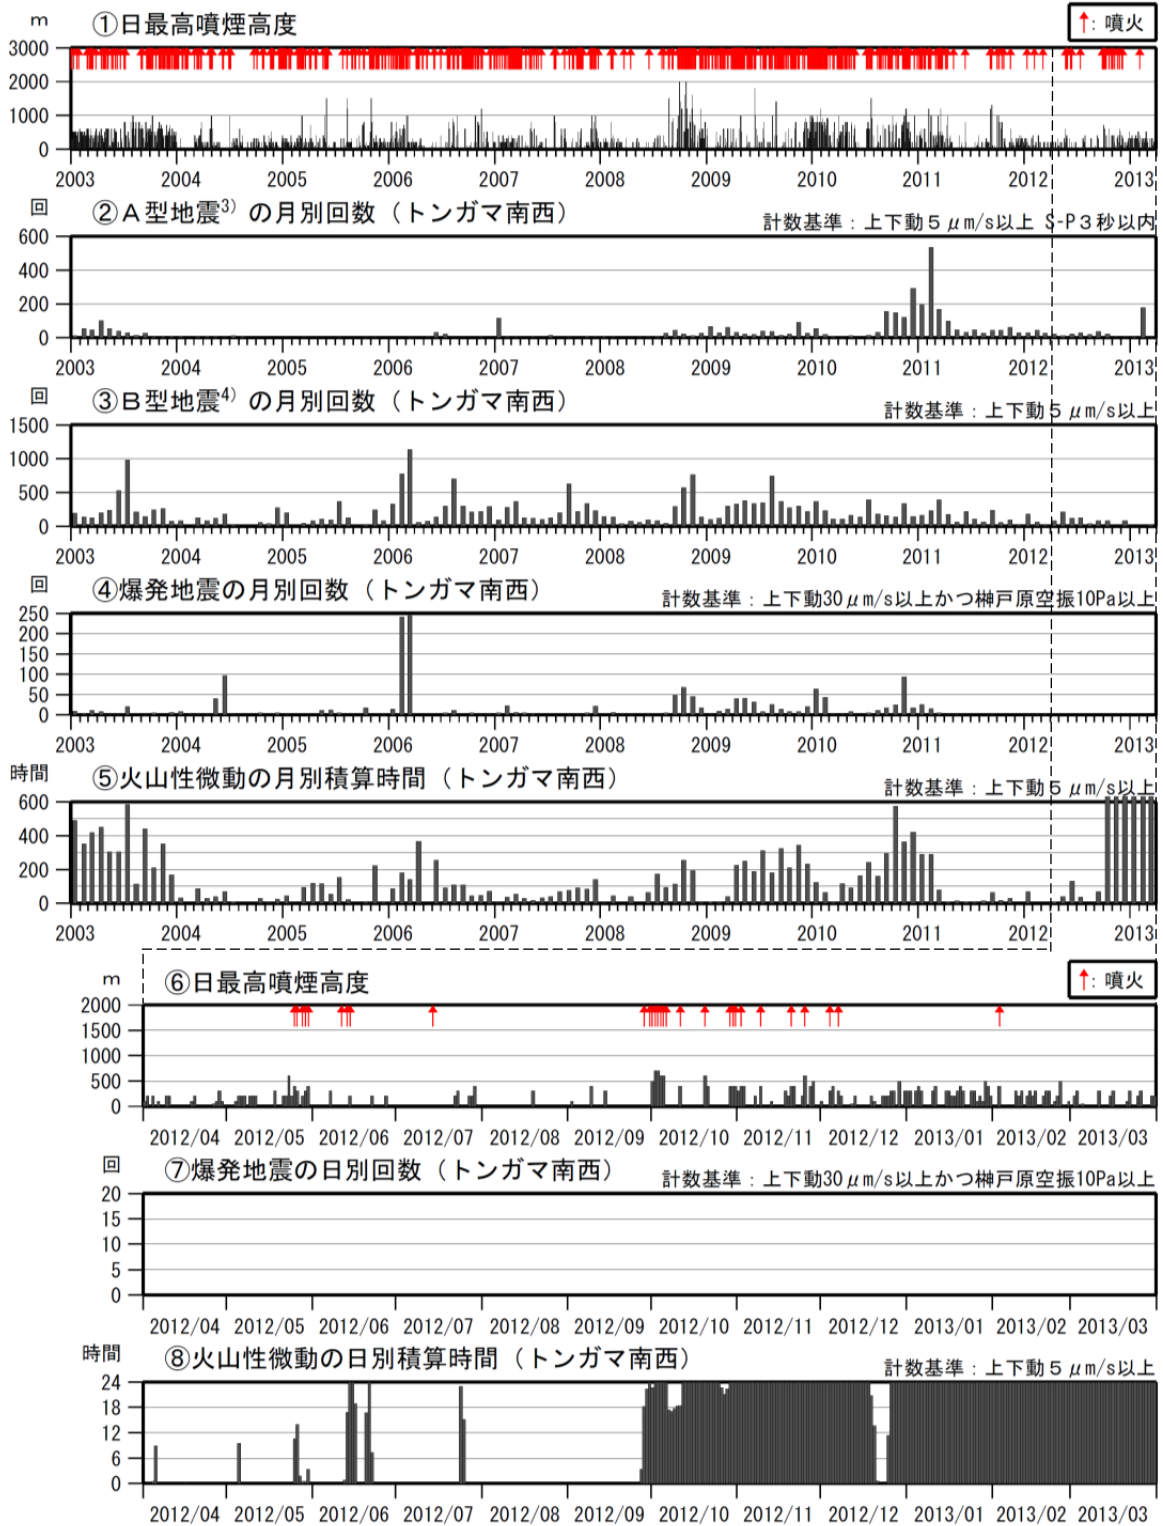 m ①日最高噴煙高度 ↑: 噴火
3000
2000
1000
0
2003 2004 2005 2006 2007 2008 2009 2010 2011 2012 2013
回 ②A型地震3) の月別回数（トンガマ南西） 計数基準：上下動5μm/s以上 S-P3秒以内
600
400
200
0
2003 2004 2005 2006 2007 2008 2009 2010 2011 2012 2013
回 ③B型地震4) の月別回数（トンガマ南西） 計数基準：上下動5μm/s以上
1500
1000
500
0
2003 2004 2005 2006 2007 2008 2009 2010 2011 2012 2013
回 ④爆発地震の月別回数（トンガマ南西） 計数基準：上下動30μm/s以上かつ榊戸原空振10Pa以上
250
200
150
100
50
0
2003 2004 2005 2006 2007 2008 2009 2010 2011 2012 2013
時間 ⑤火山性微動の月別積算時間（トンガマ南西） 計数基準：上下動5μm/s以上
600
400
200
0
2003 2004 2005 2006 2007 2008 2009 2010 2011 2012 2013
m ⑥日最高噴煙高度 ↑: 噴火
2000
1500
1000
500
0
2012/04 2012/05 2012/06 2012/07 2012/08 2012/09 2012/10 2012/11 2012/12 2013/01 2013/02 2013/03
回 ⑦爆発地震の日別回数（トンガマ南西） 計数基準：上下動30μm/s以上かつ榊戸原空振10Pa以上
20
15
10
5
0
2012/04 2012/05 2012/06 2012/07 2012/08 2012/09 2012/10 2012/11 2012/12 2013/01 2013/02 2013/03
時間 ⑧火山性微動の日別積算時間（トンガマ南西） 計数基準：上下動5μm/s以上
24
18
12
6
0
2012/04 2012/05 2012/06 2012/07 2012/08 2012/09 2012/10 2012/11 2012/12 2013/01 2013/02 2013/03